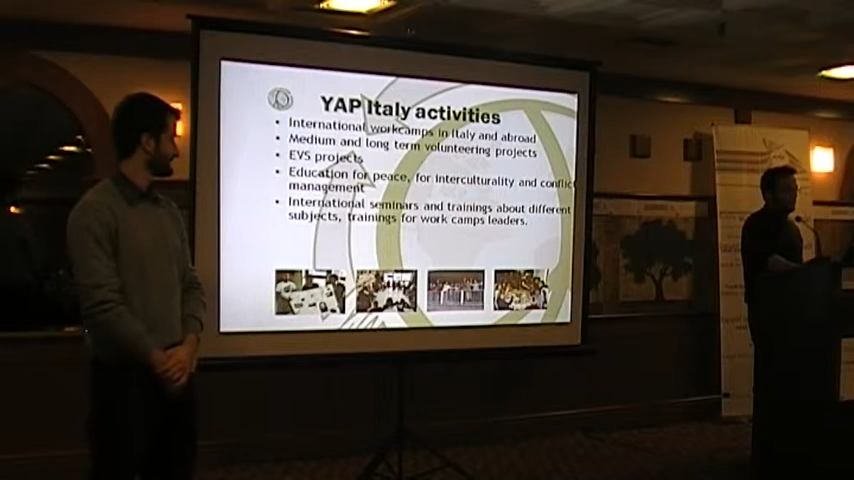 YAP Italy activities
• International workcamps in Italy and abroad
• Medium and long term volunteering projects
• EVS projects
• Education for peace, for interculturality and conflict
management
• International seminars and trainings about different
subjects, trainings for work camps leaders.